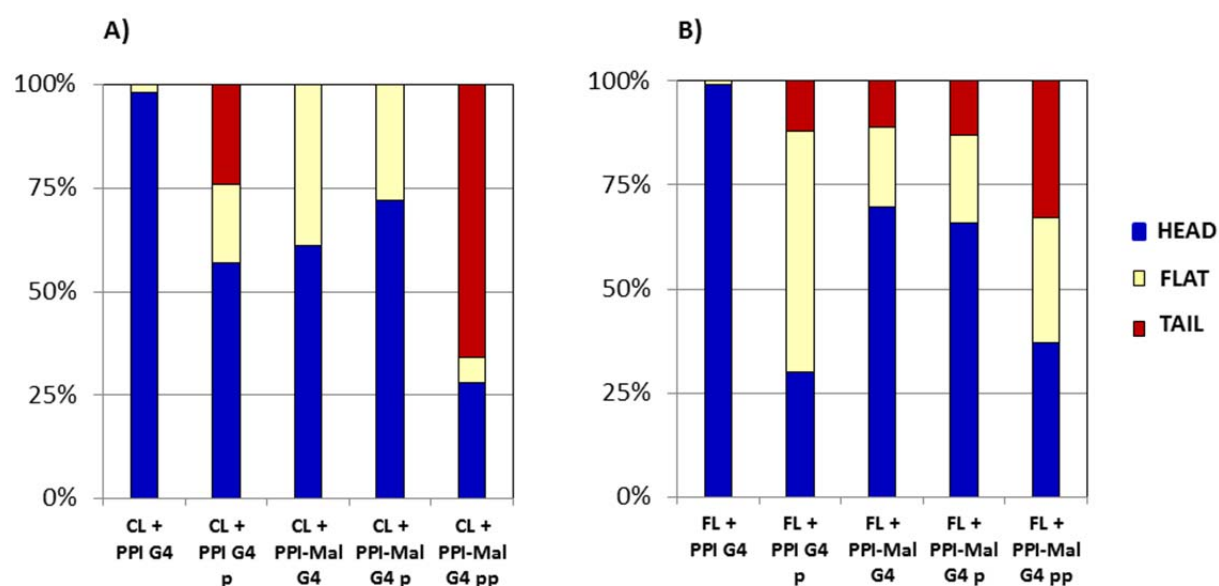 A)
100%
75%
50%
25%
0%
CL +
PPI G4
CL +
PPI G4
p
CL +
PPI-Mal
G4
CL +
PPI-Mal
G4 p
CL +
PPI-Mal
G4 pp
B)
100%
75%
50%
25%
0%
FL +
PPI G4
FL +
PPI G4
p
FL +
PPI-Mal
G4
FL +
PPI-Mal
G4 p
FL +
PPI-Mal
G4 pp
HEAD
FLAT
TAIL